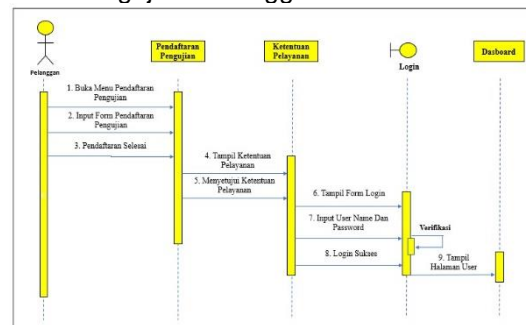 Pelanggan
Pendaftaran
Pengujian
Ketentuan
Pelayanan
Login
Dasboard
1. Buka Menu Pendaftaran
Pengujian
2. Input Form Pendaftaran
Pengujian
3. Pendaftaran Selesai
4. Tampil Ketentuan
Pelayanan
5. Menyetujui Ketentuan
Pelayanan
6. Tampil Form Login
7. Input User Name Dan
Password
Verifikasi
8. Login Sukses
9. Tampil
Halaman User